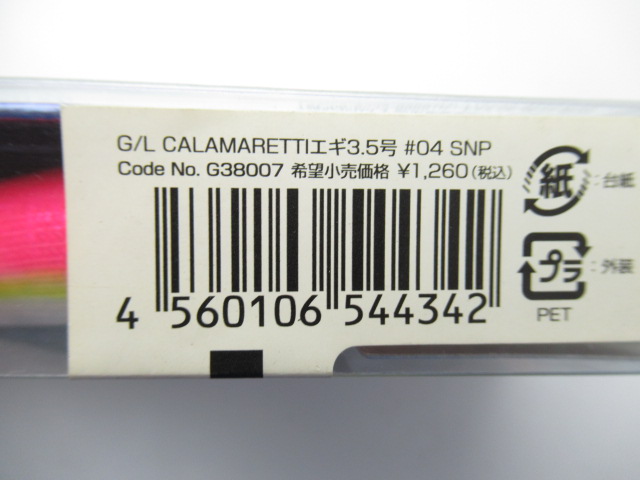 G/L CALAMARETTIエギ3.5号 #04 SNP
Code No. G38007 希望小売価格 ¥1,260(税込)
4 560106 544342
紙 : 台紙
プラ : 外装
PET